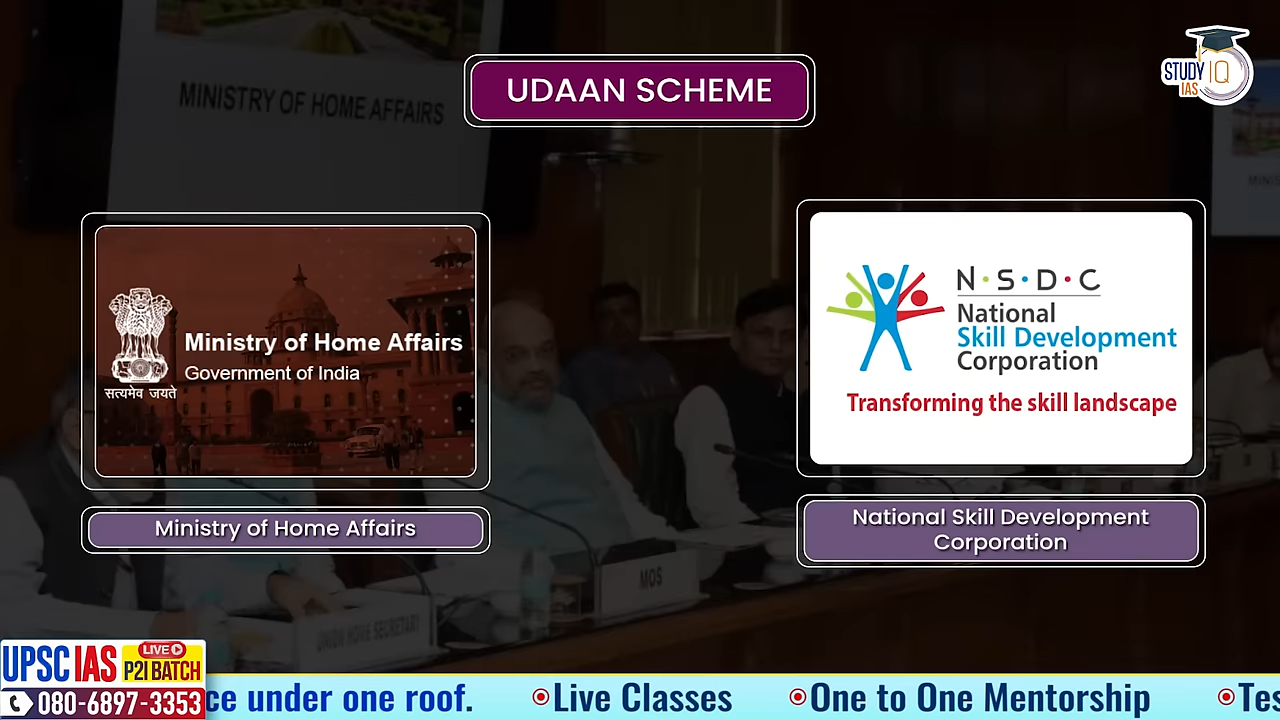 MINISTRY OF HOME AFFAIRS
UDAAN SCHEME
STUDY IQ
IAS
सत्यमेव जयते
Ministry of Home Affairs
Government of India
N·S·D·C
National
Skill Development
Corporation
Transforming the skill landscape
Ministry of Home Affairs
National Skill Development
Corporation
MOS
UNION HOME SECRETARY
UPSC IAS LIVE P2I BATCH
080-6897-3353
ce under one roof. Live Classes One to One Mentorship Tes